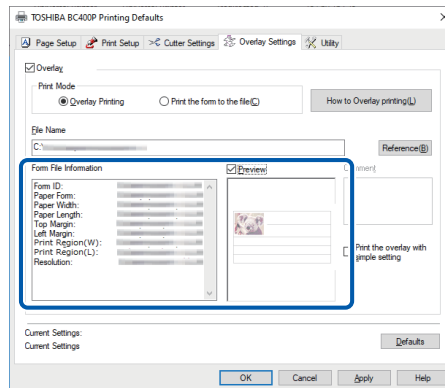 TOSHIBA BC400P Printing Defaults
Page Setup Print Setup Cutter Settings Overlay Settings Utility
Overlay
Print Mode
Overlay Printing Print the form to the file(C) How to Overlay printing(L)
File Name
C:\
Reference(B)
Form File Information Preview Comment
Form ID:
Paper Form:
Paper Width:
Paper Length:
Top Margin:
Left Margin:
Print Region(W):
Print Region(L):
Resolution:
Print the overlay with
simple setting
Current Settings:
Current Settings
Defaults
OK Cancel Apply Help